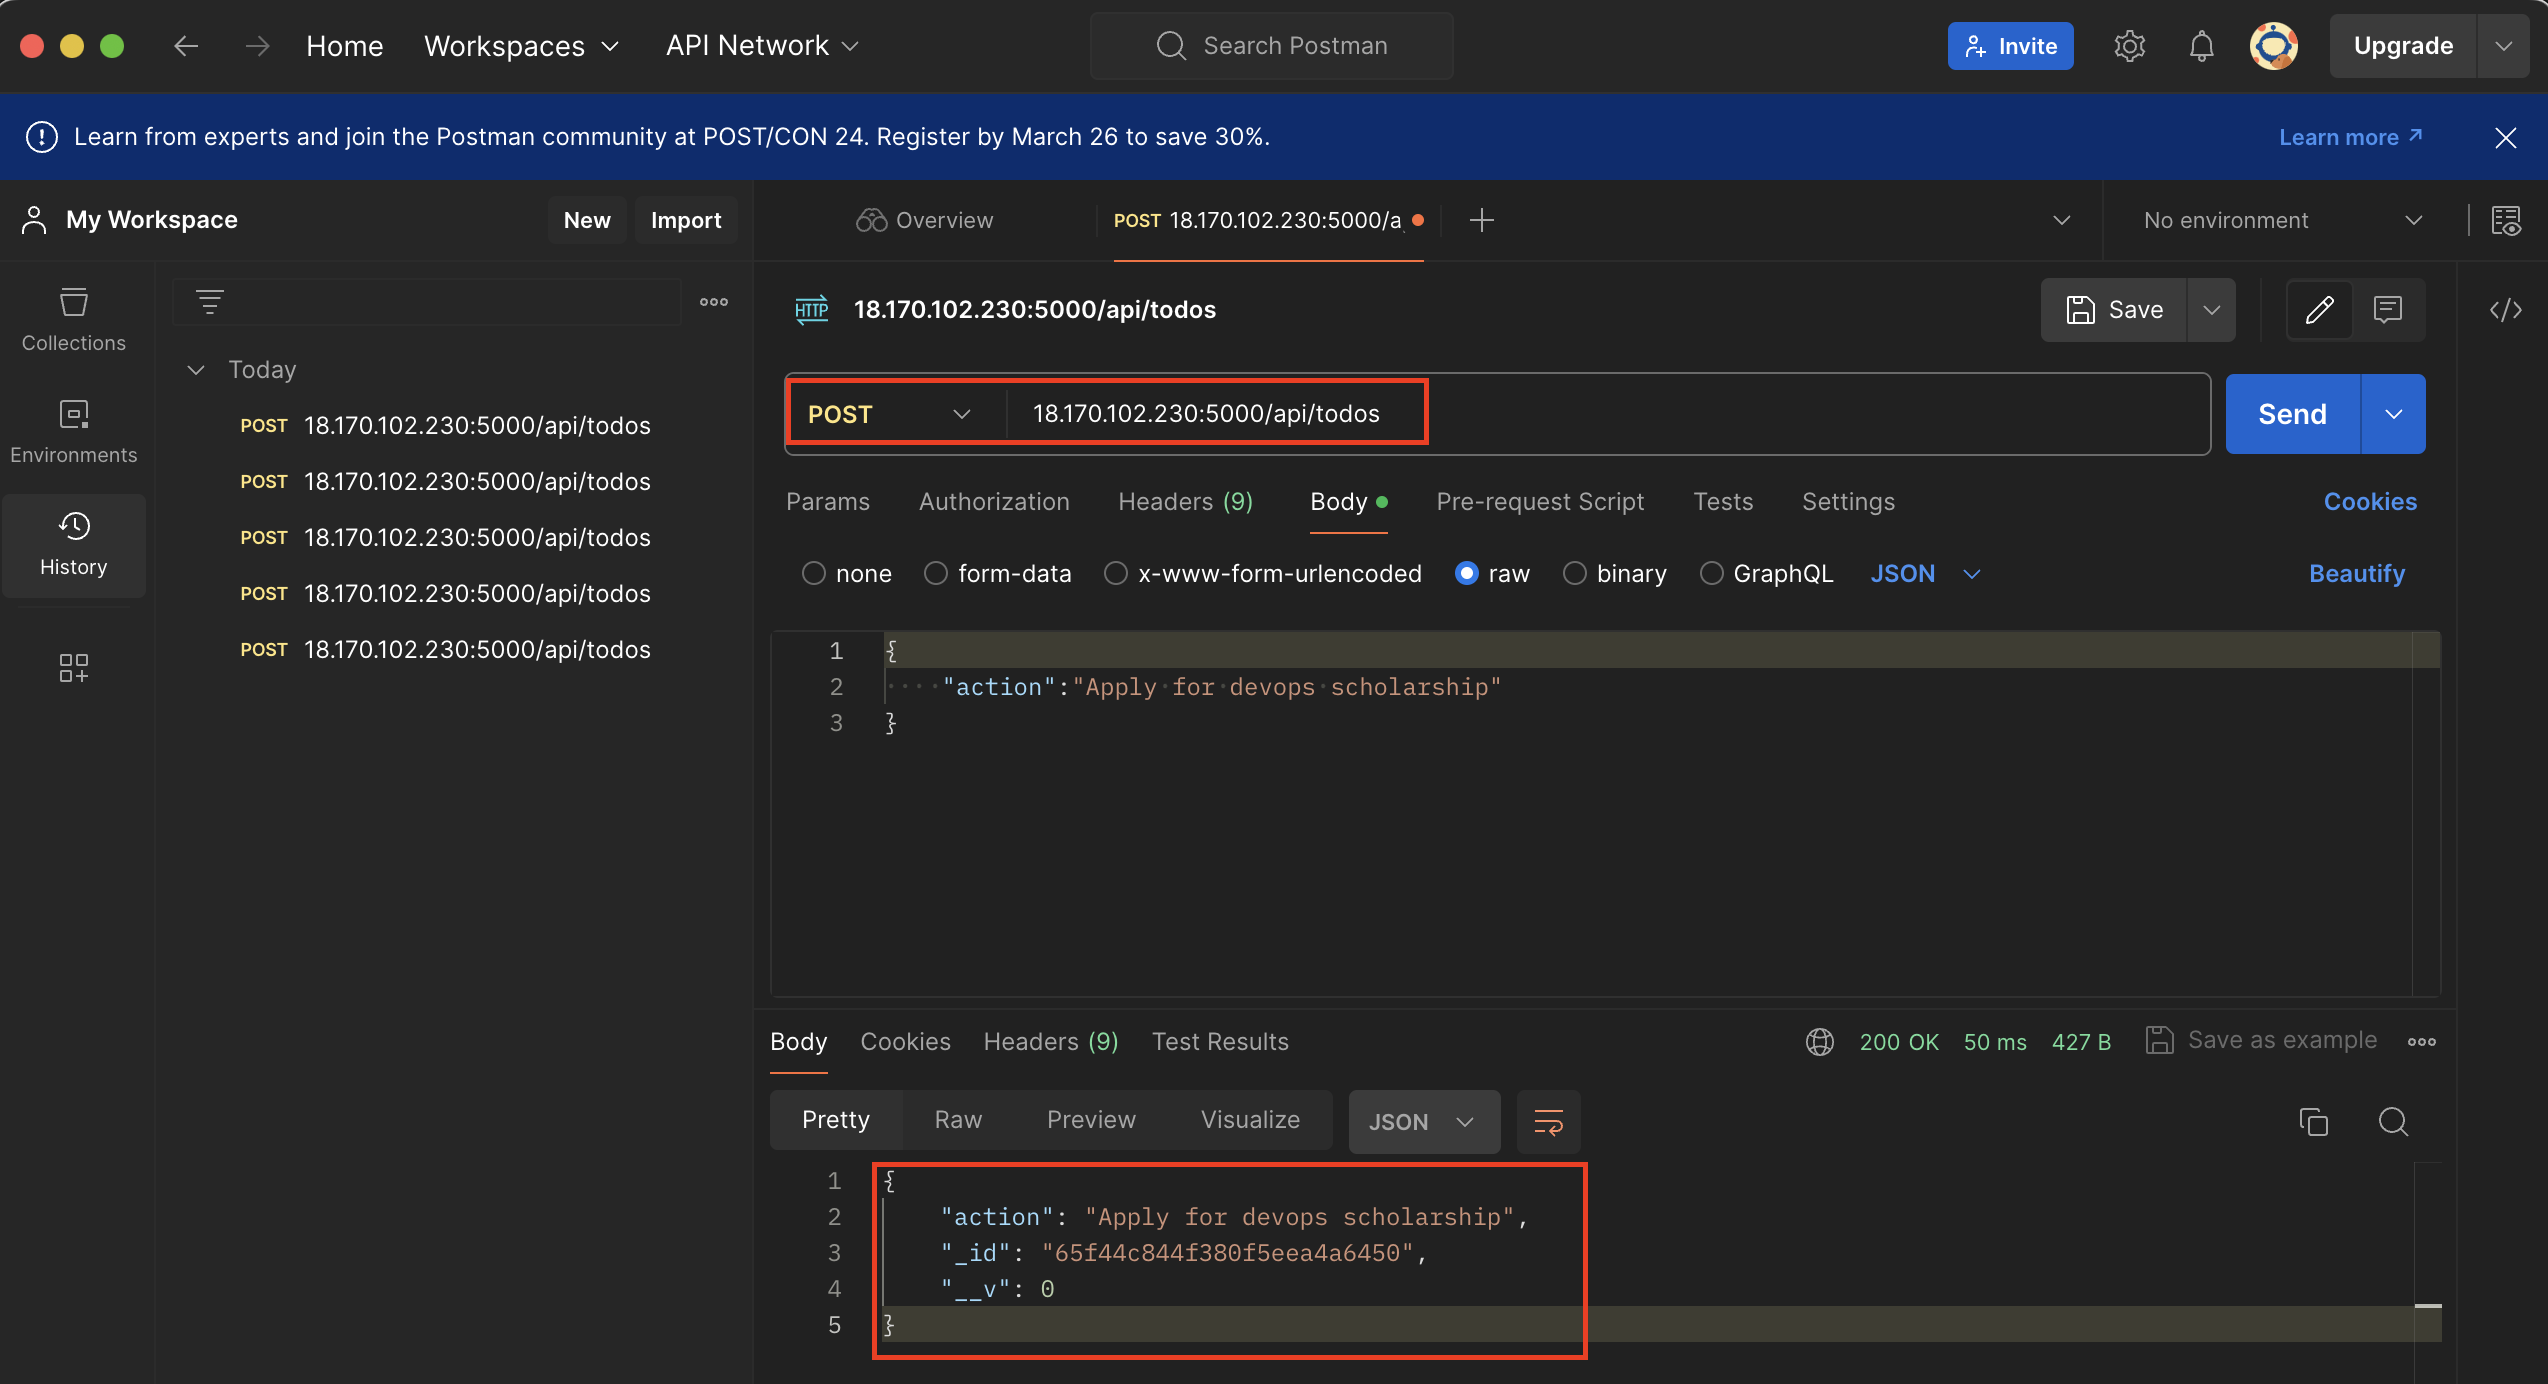 Home Workspaces API Network Search Postman Invite Upgrade
Learn from experts and join the Postman community at POST/CON 24. Register by March 26 to save 30%. Learn more
My Workspace New Import Overview POST 18.170.102.230:5000/a No environment
Collections
Environments
History
Today
POST 18.170.102.230:5000/api/todos
POST 18.170.102.230:5000/api/todos
POST 18.170.102.230:5000/api/todos
POST 18.170.102.230:5000/api/todos
POST 18.170.102.230:5000/api/todos
HTTP 18.170.102.230:5000/api/todos Save
POST 18.170.102.230:5000/api/todos Send
Params Authorization Headers (9) Body Pre-request Script Tests Settings Cookies
none form-data x-www-form-urlencoded raw binary GraphQL JSON Beautify
1 {
2 "action":"Apply for devops scholarship"
3 }
Body Cookies Headers (9) Test Results 200 OK 50 ms 427 B Save as example
Pretty Raw Preview Visualize JSON
1 {
2 "action": "Apply for devops scholarship",
3 "_id": "65f44c844f380f5eea4a6450",
4 "__v": 0
5 }